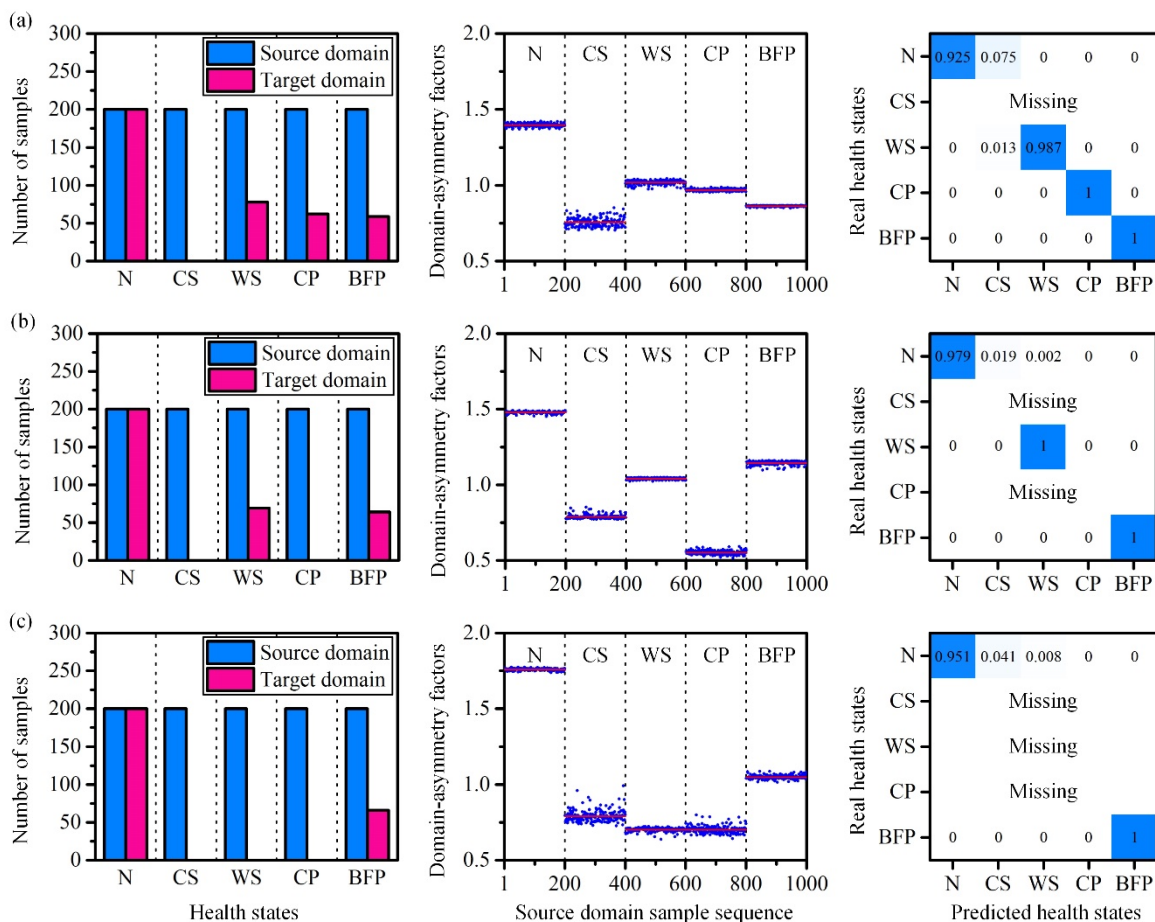 (a)
300
250
200
150
100
50
0
Number of samples
Source domain
Target domain
N CS WS CP BFP
2.0
1.5
1.0
0.5
Domain-asymmetry factors
N CS WS CP BFP
1 200 400 600 800 1000
Real health states
N 0.925 0.075 0 0 0
CS Missing
WS 0 0.013 0.987 0 0
CP 0 0 0 1 0
BFP 0 0 0 0 1
N CS WS CP BFP
(b)
300
250
200
150
100
50
0
Number of samples
Source domain
Target domain
N CS WS CP BFP
2.0
1.5
1.0
0.5
Domain-asymmetry factors
N CS WS CP BFP
1 200 400 600 800 1000
Real health states
N 0.979 0.019 0.002 0 0
CS Missing
WS 0 0 1 0 0
CP Missing
BFP 0 0 0 0 1
N CS WS CP BFP
(c)
300
250
200
150
100
50
0
Number of samples
Source domain
Target domain
N CS WS CP BFP
Health states
2.0
1.5
1.0
0.5
Domain-asymmetry factors
N CS WS CP BFP
1 200 400 600 800 1000
Source domain sample sequence
Real health states
N 0.951 0.041 0.008 0 0
CS Missing
WS Missing
CP Missing
BFP 0 0 0 0 1
N CS WS CP BFP
Predicted health states